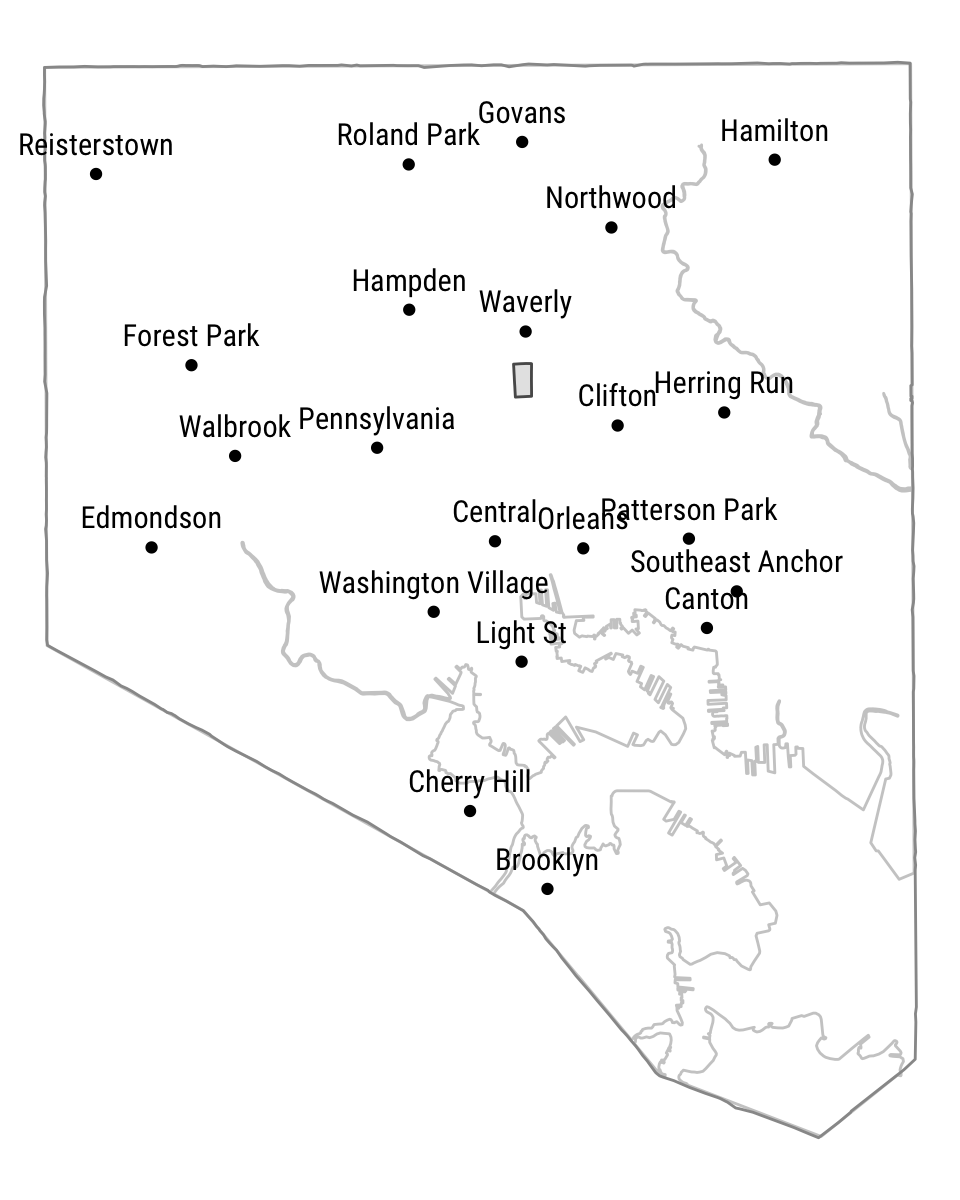 Govans
Hamilton
Roland Park
Reisterstown
Northwood
Hampden
Waverly
Forest Park
Herring Run
Clifton
Pennsylvania
Walbrook
Patterson Park
Central
Orleans
Edmondson
Southeast Anchor
Washington Village
Canton
Light St
Cherry Hill
Brooklyn